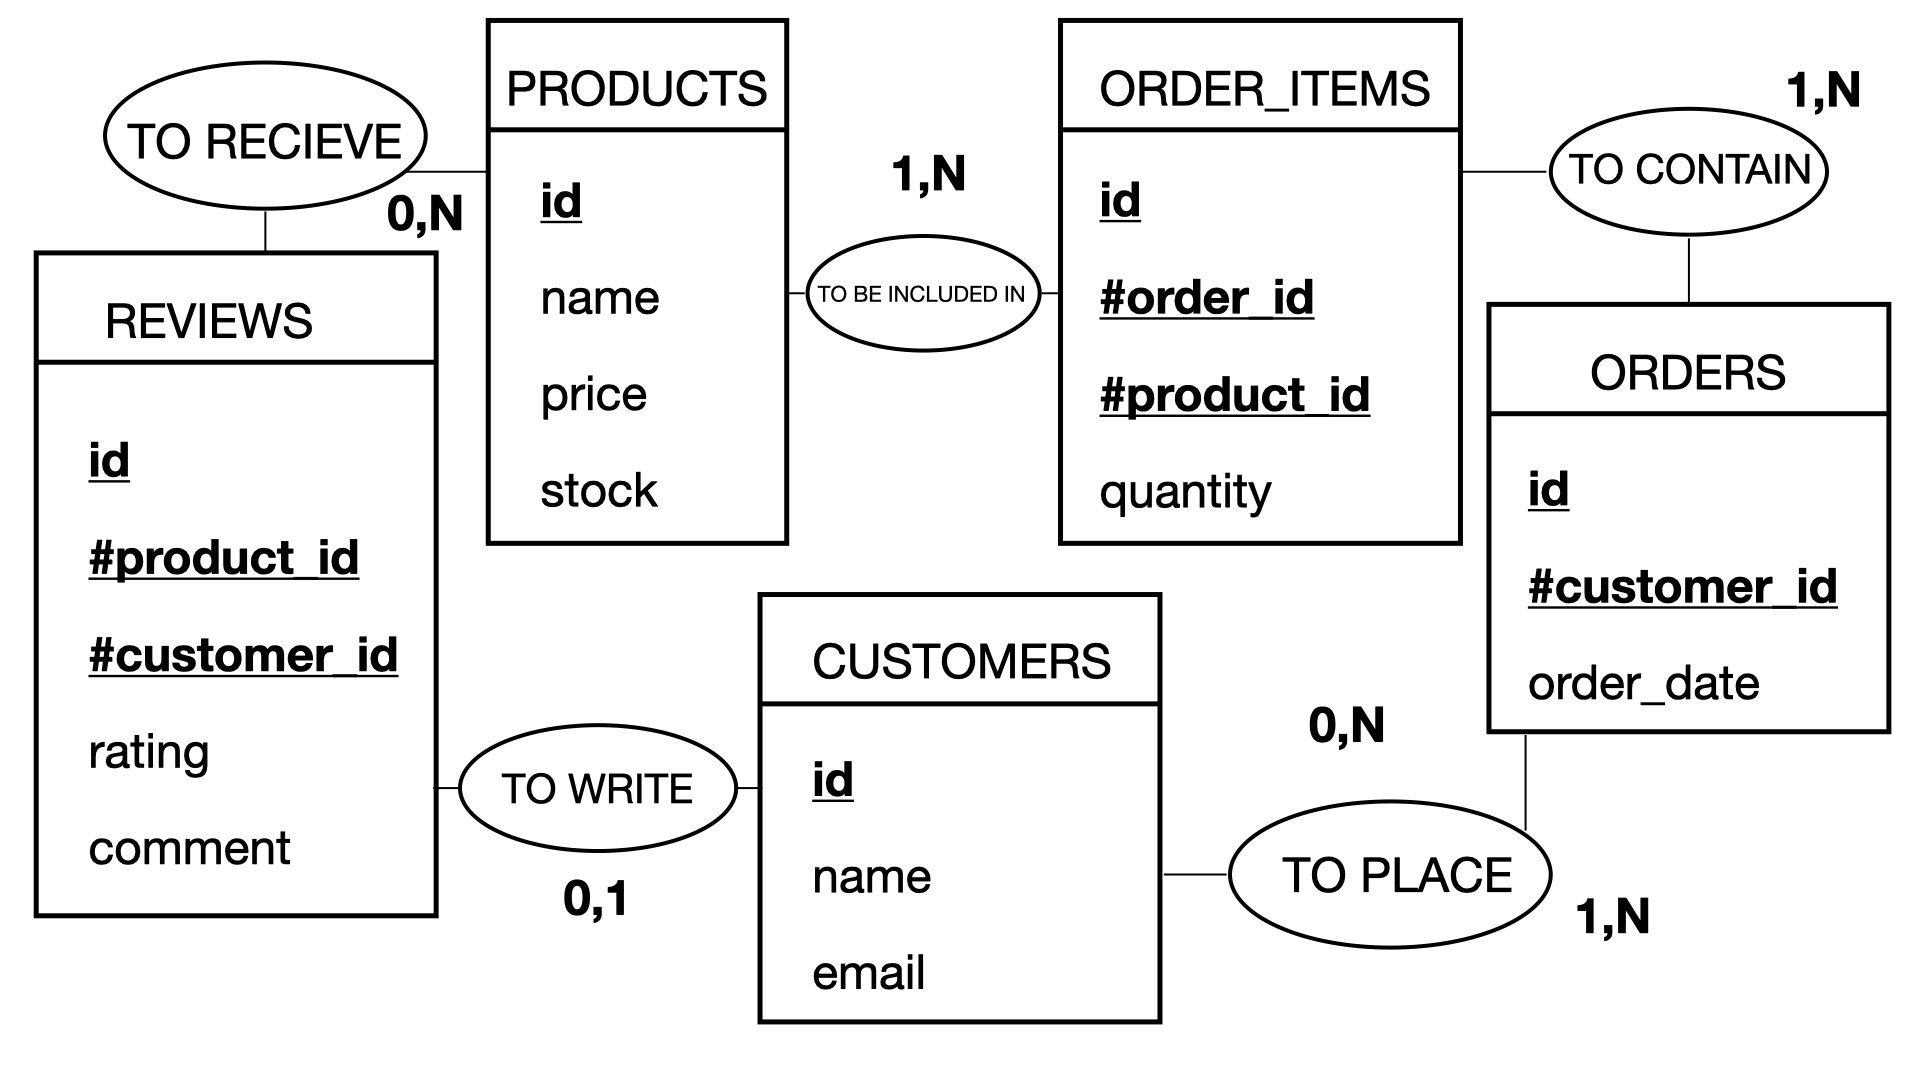 TO RECIEVE
0,N
PRODUCTS
id
name
price
stock
1,N
TO BE INCLUDED IN
ORDER_ITEMS
id
#order_id
#product_id
quantity
1,N
TO CONTAIN
REVIEWS
id
#product_id
#customer_id
rating
comment
TO WRITE
0,1
CUSTOMERS
id
name
email
0,N
TO PLACE
1,N
ORDERS
id
#customer_id
order_date